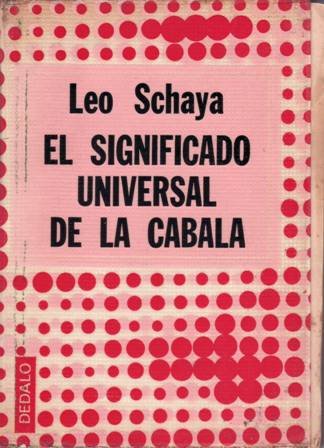 Leo Schaya
EL SIGNIFICADO
UNIVERSAL
DE LA CABALA
DEDALO